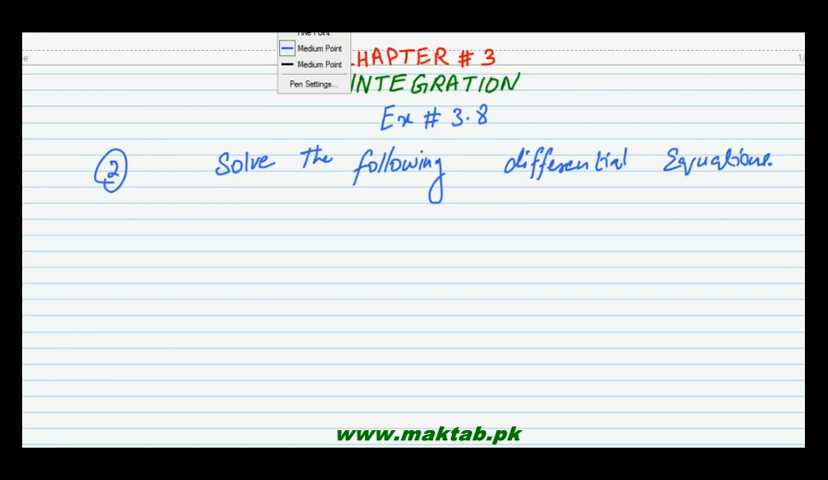 Fine Point
Medium Point
Medium Point
Pen Settings...
HAPTER # 3
INTEGRATION
Ex # 3.8
2 Solve the following differential Equations.
www.maktab.pk